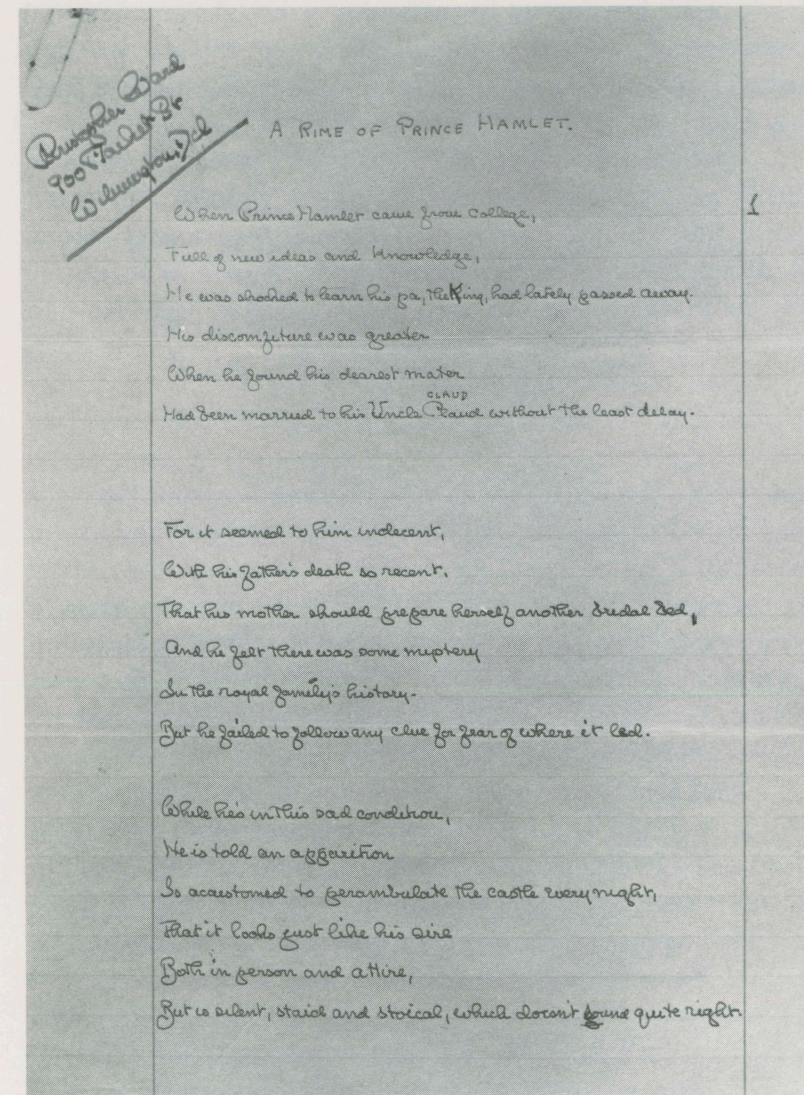 Christopher Ward
900 Market St
Wilmington, Del
A RIME OF PRINCE HAMLET.
1
When Prince Hamlet came from college,
Full of new ideas and knowledge,
He was shocked to learn his pa, the King, had lately passed away.
His discomfiture was greater
When he found his dearest mater
CLAUD
Had been married to his Uncle Claud without the least delay.
For it seemed to him indecent,
With his father's death so recent,
That his mother should prepare herself another bridal bed,
And he felt there was some mystery
In the royal family's history.
But he failed to follow any clue for fear of where it led.
While he's in this sad condition,
He is told an apparition
Is accustomed to perambulate the castle every night,
That it looks just like his sire
Both in person and attire,
But is silent, staid and stoical, which doesn't sound quite right.